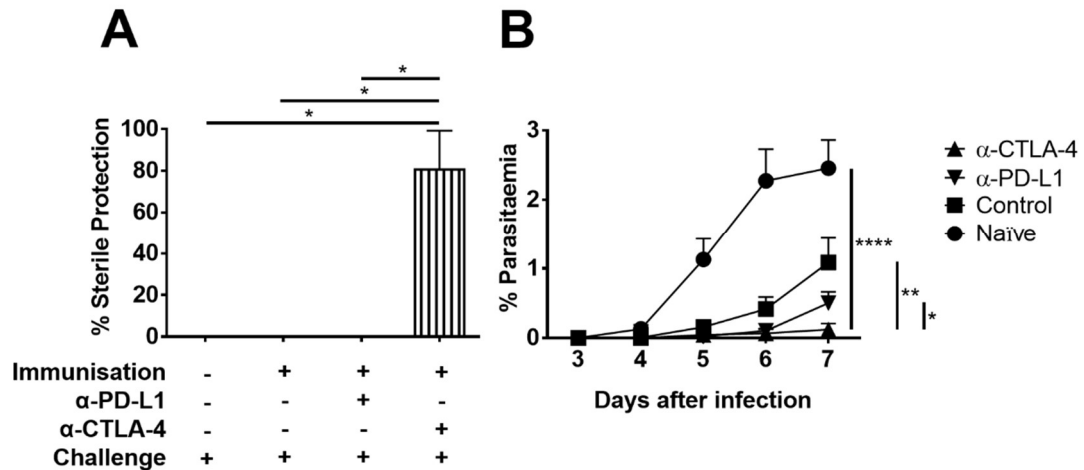 A
B
*
*
*
% Sterile Protection
100
80
60
40
20
0
Immunisation - + + +
α-PD-L1 - - + -
α-CTLA-4 - - - +
Challenge + + + +
% Parasitaemia
3
2
1
0
3 4 5 6 7
Days after infection
α-CTLA-4
α-PD-L1
Control
Naïve
****
**
*